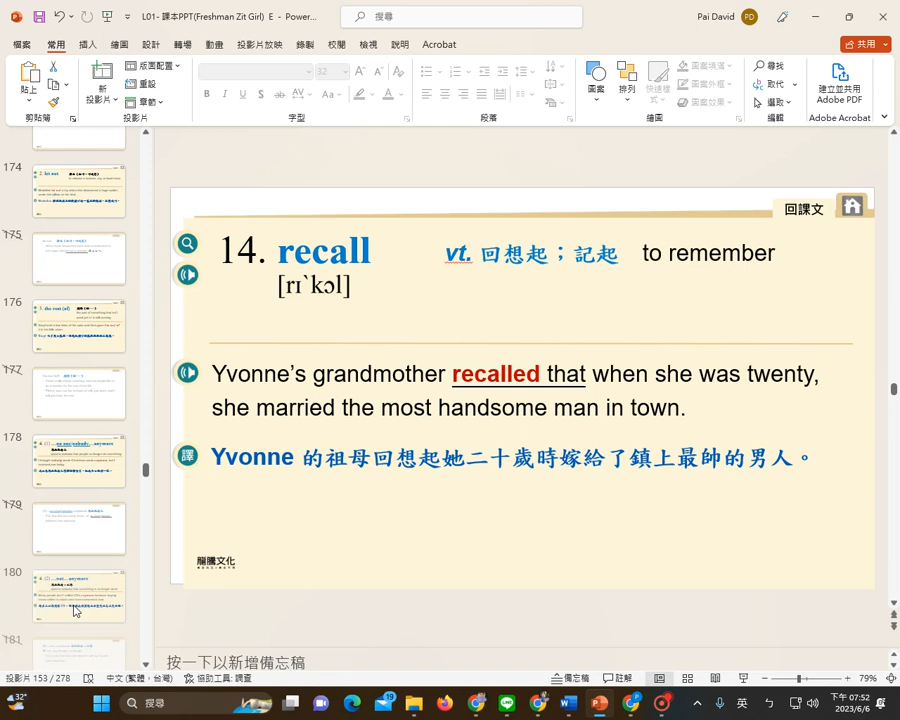 L01- 課本PPT(Freshman Zit Girl) E - Power...
搜尋
Pai David PD
檔案 常用 插入 繪圖 設計 轉場 動畫 投影片放映 錄製 校閱 檢視 說明 Acrobat
共用
貼上
剪貼簿
新
投影片
版面配置
重設
章節
投影片
32
B I U S ab AV Aa A
字型
段落
圖案 排列 快速樣式
圖案填滿
圖案外框
圖案效果
繪圖
尋找
取代
選取
編輯
建立並共用
Adobe PDF
Adobe Acrobat
174
175
176
177
178
179
180
181
回課文
14. recall vt. 回想起；記起 to remember
[rɪˋkɔl]
Yvonne’s grandmother recalled that when she was twenty,
she married the most handsome man in town.
譯 Yvonne 的祖母回想起她二十歲時嫁給了鎮上最帥的男人。
龍騰文化
按一下以新增備忘稿
投影片 153 / 278 中文 (繁體，台灣) 協助工具: 調查 備忘稿 註解 79%
32°
搜尋
19
英
下午 07:52
2023/6/6